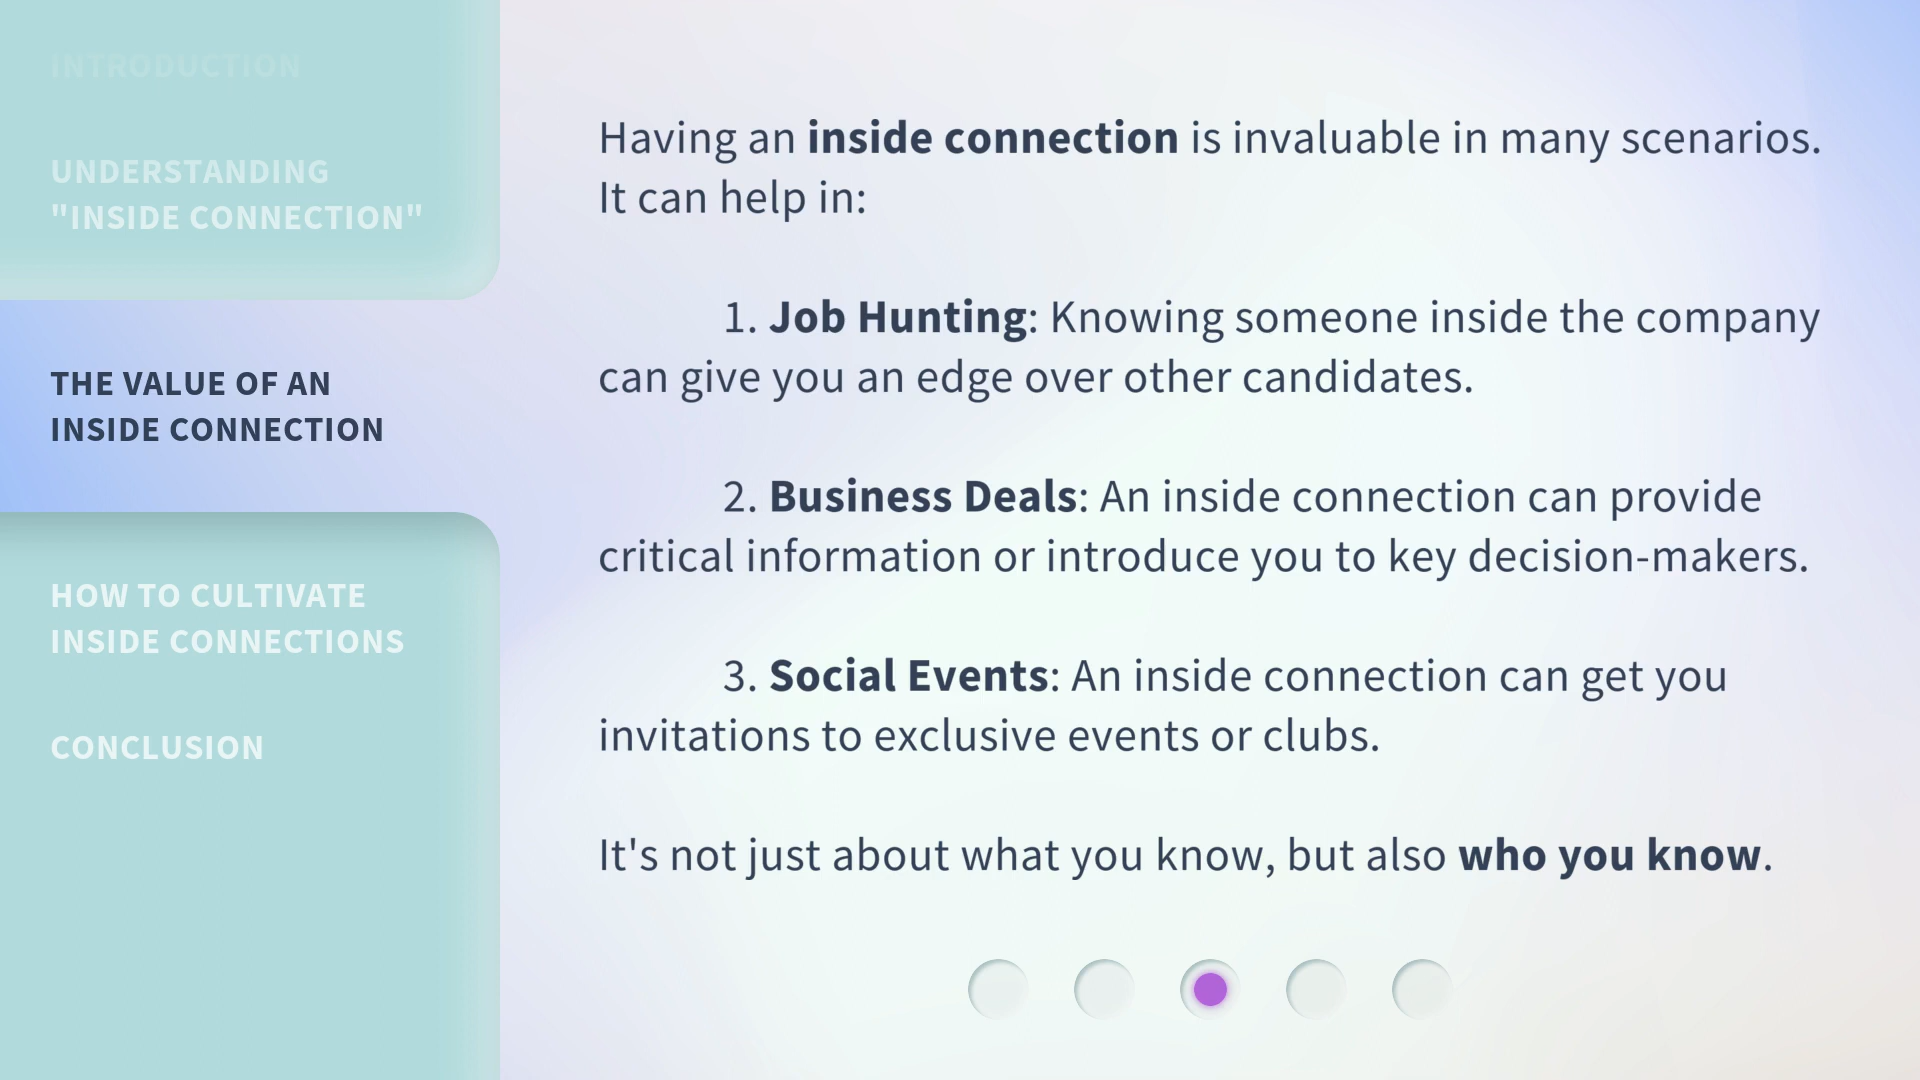 INTRODUCTION
UNDERSTANDING
"INSIDE CONNECTION"
THE VALUE OF AN
INSIDE CONNECTION
HOW TO CULTIVATE
INSIDE CONNECTIONS
CONCLUSION
Having an inside connection is invaluable in many scenarios.
It can help in:
1. Job Hunting: Knowing someone inside the company
can give you an edge over other candidates.
2. Business Deals: An inside connection can provide
critical information or introduce you to key decision-makers.
3. Social Events: An inside connection can get you
invitations to exclusive events or clubs.
It's not just about what you know, but also who you know.